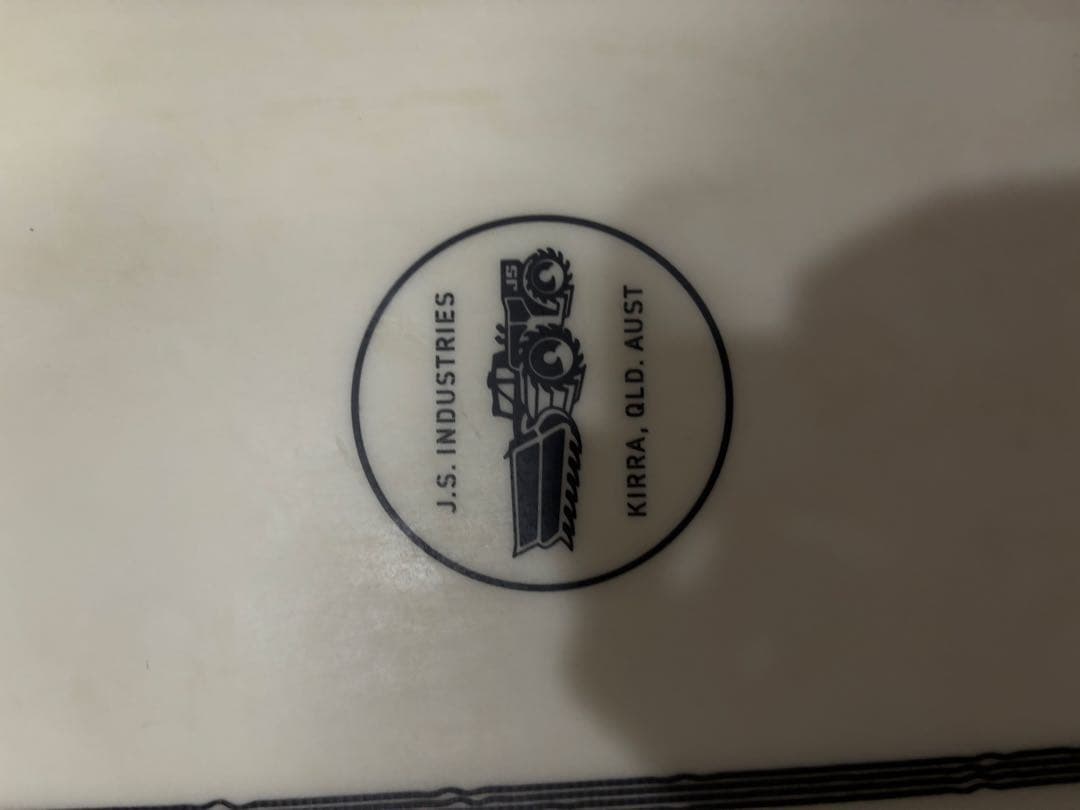 J.S. INDUSTRIES
JS
KIRRA, QLD. AUST